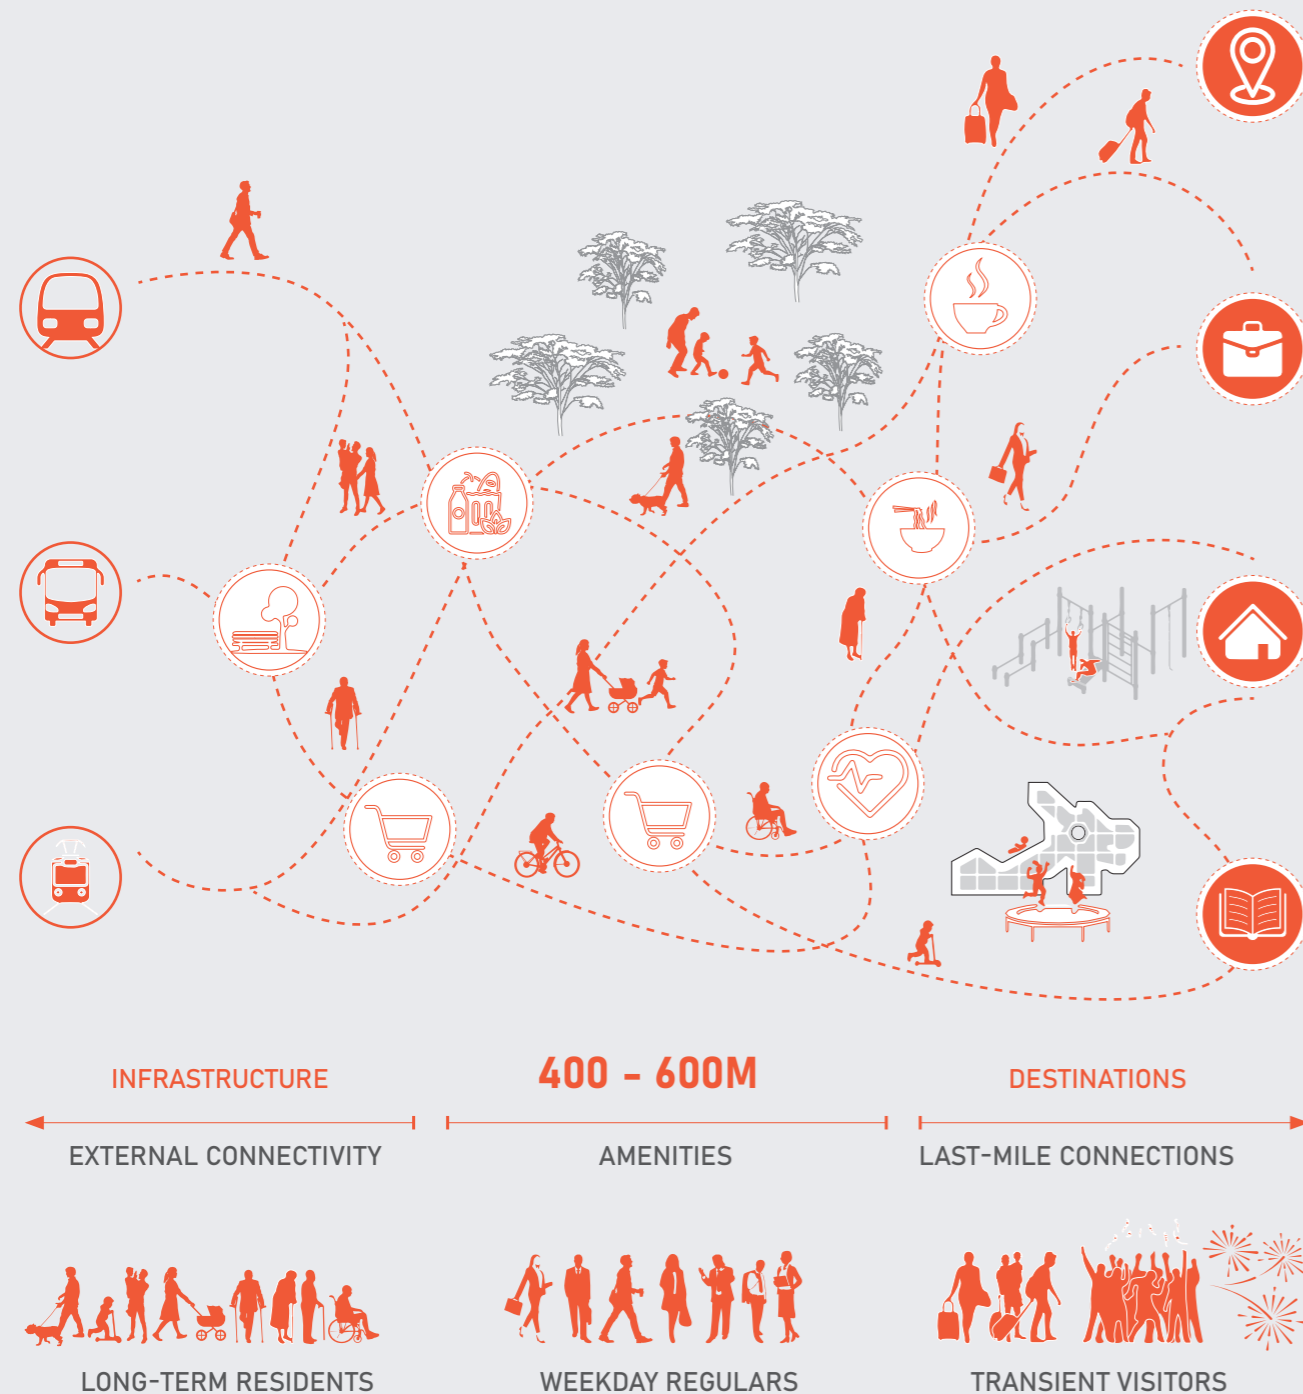 INFRASTRUCTURE
400 - 600M
DESTINATIONS
EXTERNAL CONNECTIVITY
AMENITIES
LAST-MILE CONNECTIONS
LONG-TERM RESIDENTS
WEEKDAY REGULARS
TRANSIENT VISITORS